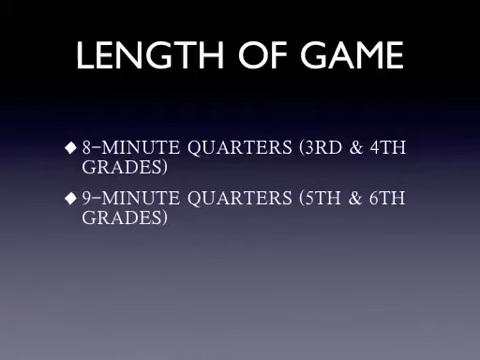 LENGTH OF GAME
◆ 8-MINUTE QUARTERS (3RD & 4TH
GRADES)
◆ 9-MINUTE QUARTERS (5TH & 6TH
GRADES)